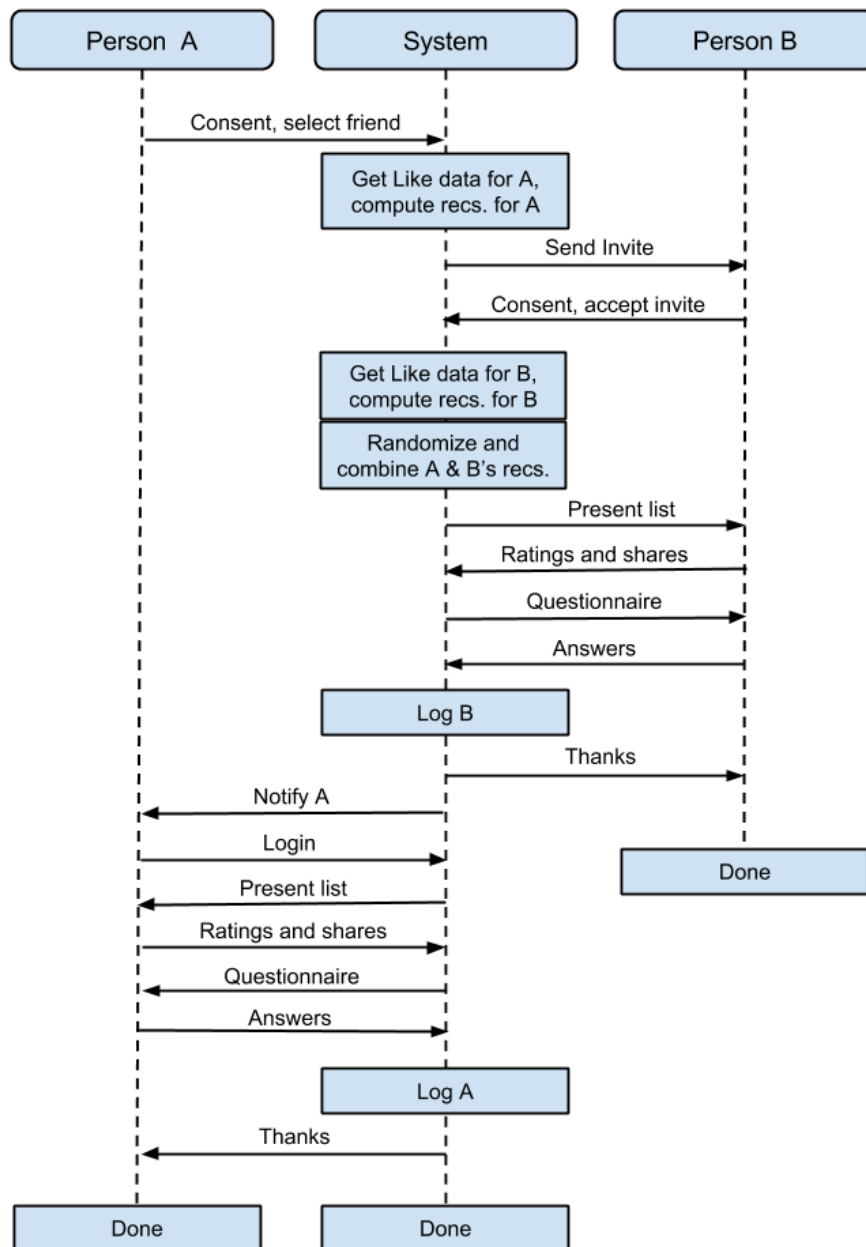 Person A
System
Person B
Consent, select friend
Get Like data for A,
compute recs. for A
Send Invite
Consent, accept invite
Get Like data for B,
compute recs. for B
Randomize and
combine A & B's recs.
Present list
Ratings and shares
Questionnaire
Answers
Log B
Thanks
Notify A
Login
Done
Present list
Ratings and shares
Questionnaire
Answers
Log A
Thanks
Done
Done